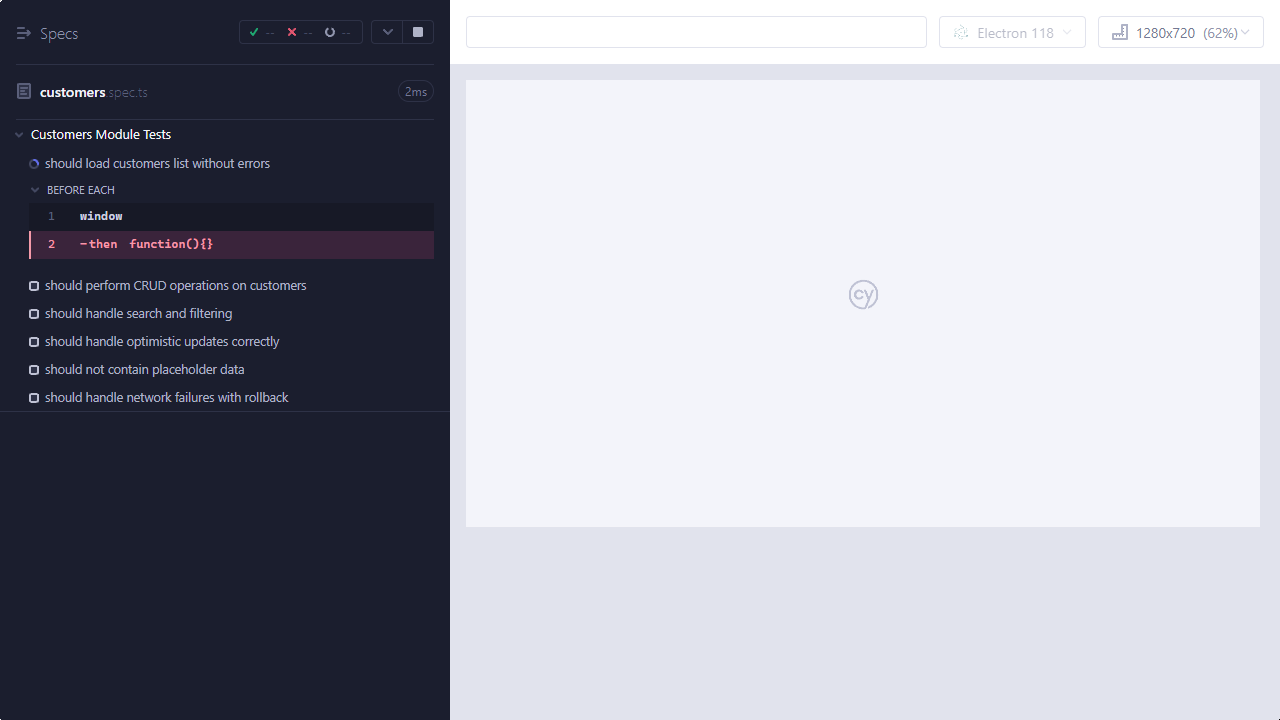 Specs
-- -- --
customers.spec.ts 2ms
Customers Module Tests
should load customers list without errors
BEFORE EACH
1 window
2 -then function(){}
should perform CRUD operations on customers
should handle search and filtering
should handle optimistic updates correctly
should not contain placeholder data
should handle network failures with rollback
Electron 118
1280x720 (62%)
cy